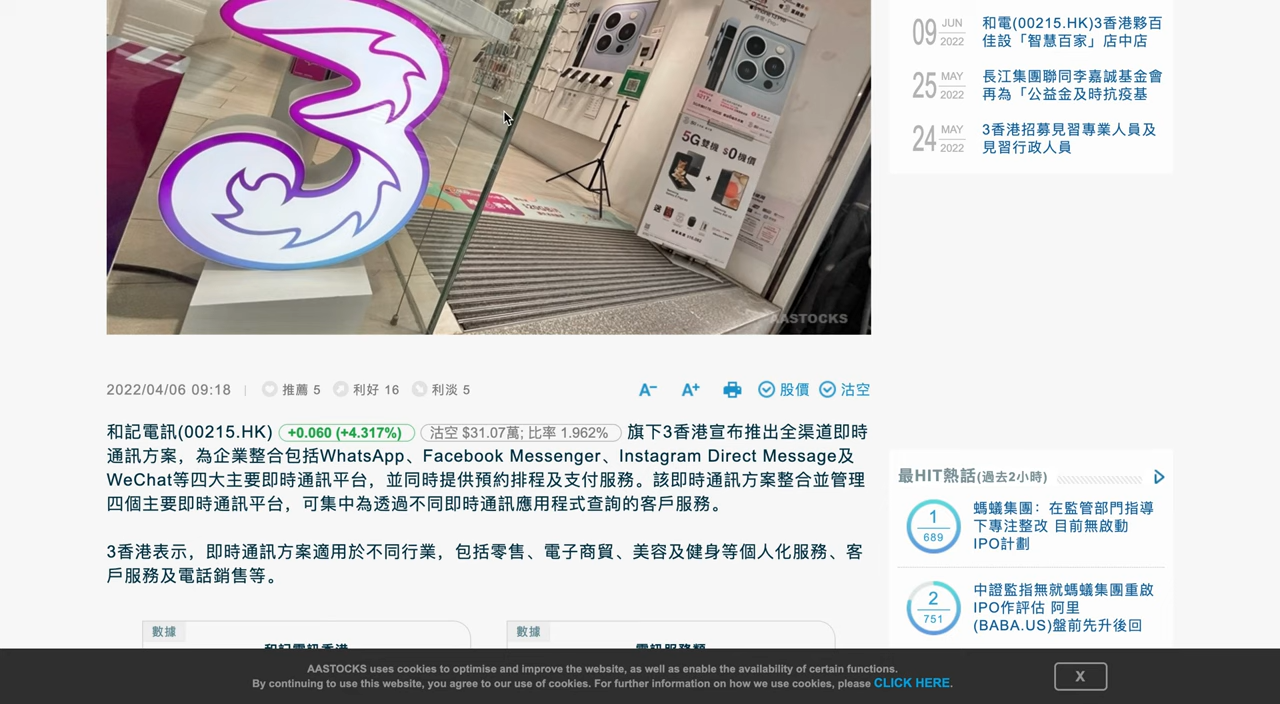 5G雙機 $0機價
AASTOCKS
2022/04/06 09:18
推薦 5
利好 16
利淡 5
A−
A+
股價
沽空
和記電訊(00215.HK) +0.060 (+4.317%) 沽空 $31.07萬; 比率 1.962% 旗下3香港宣布推出全渠道即時
通訊方案，為企業整合包括WhatsApp、Facebook Messenger、Instagram Direct Message及
WeChat等四大主要即時通訊平台，並同時提供預約排程及支付服務。該即時通訊方案整合並管理
四個主要即時通訊平台，可集中為透過不同即時通訊應用程式查詢的客戶服務。
3香港表示，即時通訊方案適用於不同行業，包括零售、電子商貿、美容及健身等個人化服務、客
戶服務及電話銷售等。
數據
和記電訊香港
數據
電訊服務類
09 JUN 2022
和電(00215.HK)3香港夥百
佳設「智慧百家」店中店
25 MAY 2022
長江集團聯同李嘉誠基金會
再為「公益金及時抗疫基
24 MAY 2022
3香港招募見習專業人員及
見習行政人員
最HIT熱話(過去2小時)
1
689
螞蟻集團：在監管部門指導
下專注整改 目前無啟動
IPO計劃
2
751
中證監指無就螞蟻集團重啟
IPO作評估 阿里
(BABA.US)盤前先升後回
AASTOCKS uses cookies to optimise and improve the website, as well as enable the availability of certain functions.
By continuing to use this website, you agree to our use of cookies. For further information on how we use cookies, please CLICK HERE.
X